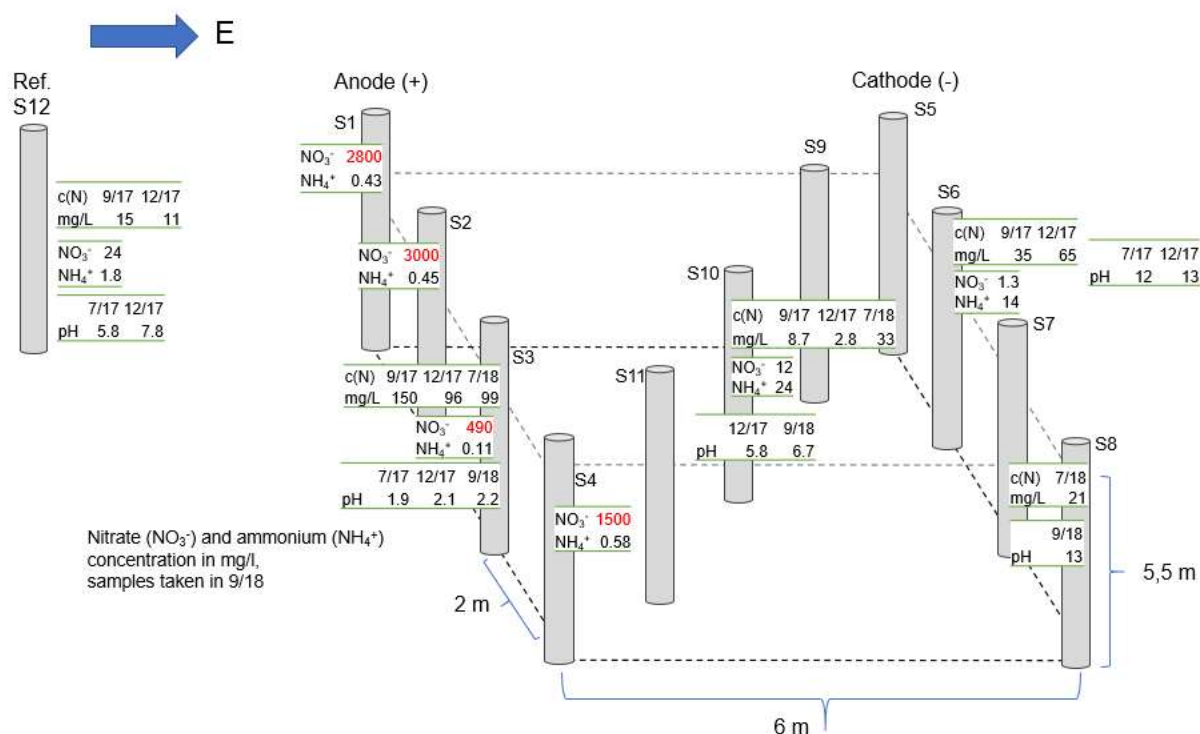 E
Ref.
S12
Anode (+)
Cathode (-)
S1
NO₃⁻ 2800
NH₄⁺ 0.43
S5
S9
c(N) 9/17 12/17
mg/L 15 11
NO₃⁻ 24
NH₄⁺ 1.8
7/17 12/17
pH 5.8 7.8
S2
NO₃⁻ 3000
NH₄⁺ 0.45
S6
c(N) 9/17 12/17
mg/L 35 65
NO₃⁻ 1.3
NH₄⁺ 14
7/17 12/17
pH 12 13
S10
c(N) 9/17 12/17 7/18
mg/L 8.7 2.8 33
NO₃⁻ 12
NH₄⁺ 24
12/17 9/18
pH 5.8 6.7
S7
S3
c(N) 9/17 12/17 7/18
mg/L 150 96 99
NO₃⁻ 490
NH₄⁺ 0.11
7/17 12/17 9/18
pH 1.9 2.1 2.2
S11
S4
NO₃⁻ 1500
NH₄⁺ 0.58
S8
c(N) 7/18
mg/L 21
9/18
pH 13
Nitrate (NO₃⁻) and ammonium (NH₄⁺)
concentration in mg/l,
samples taken in 9/18
2 m
5,5 m
6 m